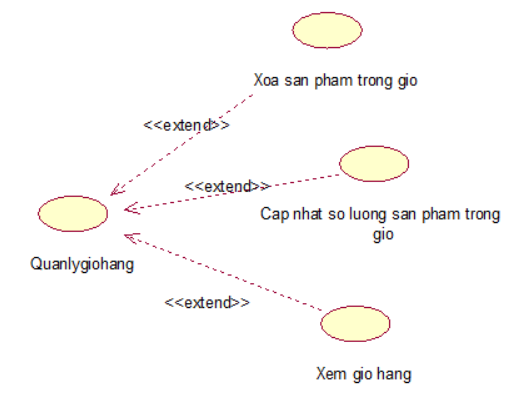 Xoa san pham trong gio
<<extend>>
<<extend>>
Cap nhat so luong san pham trong
gio
Quanlygiohang
<<extend>>
Xem gio hang